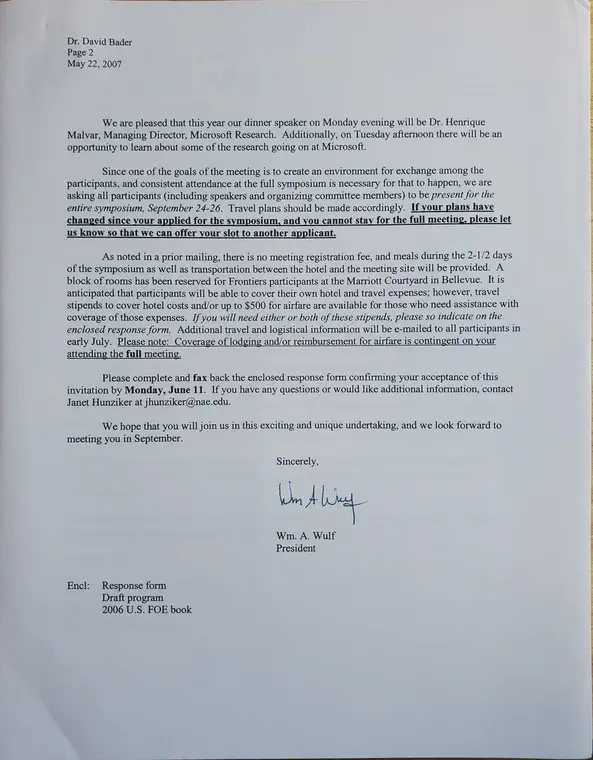 Dr. David Bader
Page 2
May 22, 2007
We are pleased that this year our dinner speaker on Monday evening will be Dr. Henrique
Malvar, Managing Director, Microsoft Research. Additionally, on Tuesday afternoon there will be an
opportunity to learn about some of the research going on at Microsoft.
Since one of the goals of the meeting is to create an environment for exchange among the
participants, and consistent attendance at the full symposium is necessary for that to happen, we are
asking all participants (including speakers and organizing committee members) to be present for the
entire symposium, September 24-26. Travel plans should be made accordingly. If your plans have
changed since your applied for the symposium, and you cannot stay for the full meeting, please let
us know so that we can offer your slot to another applicant.
As noted in a prior mailing, there is no meeting registration fee, and meals during the 2-1/2 days
of the symposium as well as transportation between the hotel and the meeting site will be provided. A
block of rooms has been reserved for Frontiers participants at the Marriott Courtyard in Bellevue. It is
anticipated that participants will be able to cover their own hotel and travel expenses; however, travel
stipends to cover hotel costs and/or up to $500 for airfare are available for those who need assistance with
coverage of those expenses. If you will need either or both of these stipends, please so indicate on the
enclosed response form. Additional travel and logistical information will be e-mailed to all participants in
early July. Please note: Coverage of lodging and/or reimbursement for airfare is contingent on your
attending the full meeting.
Please complete and fax back the enclosed response form confirming your acceptance of this
invitation by Monday, June 11. If you have any questions or would like additional information, contact
Janet Hunziker at jhunziker@nae.edu.
We hope that you will join us in this exciting and unique undertaking, and we look forward to
meeting you in September.
Sincerely,
Wm A Wulf
Wm. A. Wulf
President
Encl: Response form
Draft program
2006 U.S. FOE book